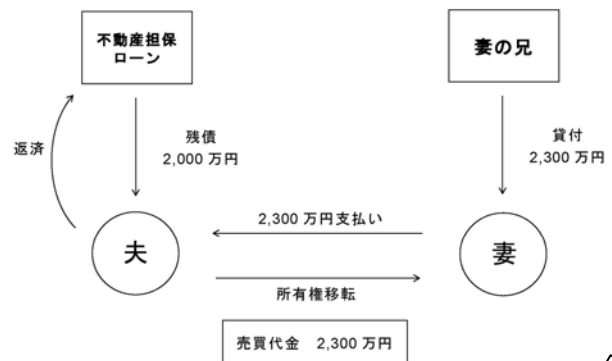 不動産担保
ローン
妻の兄
返済
残債
2,000 万円
貸付
2,300 万円
2,300 万円支払い
夫
妻
所有権移転
売買代金 2,300 万円